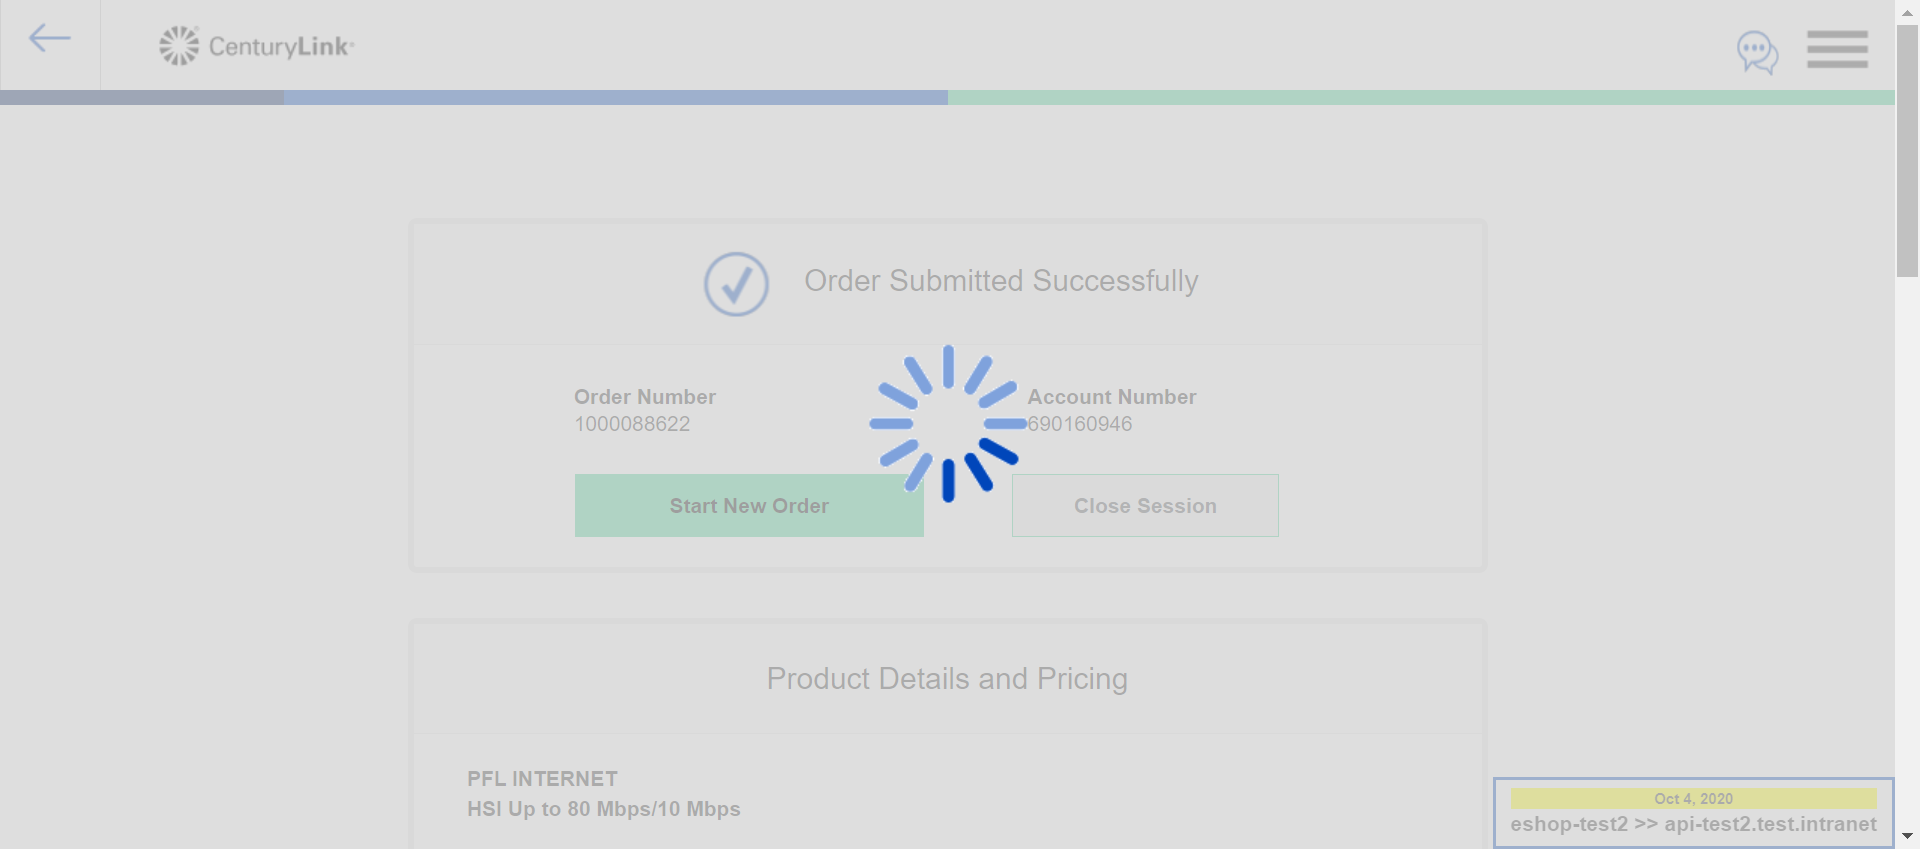 CenturyLink
Order Submitted Successfully
Order Number
1000088622
Account Number
690160946
Start New Order
Close Session
Product Details and Pricing
PFL INTERNET
HSI Up to 80 Mbps/10 Mbps
Oct 4, 2020
eshop-test2 >> api-test2.test.intranet